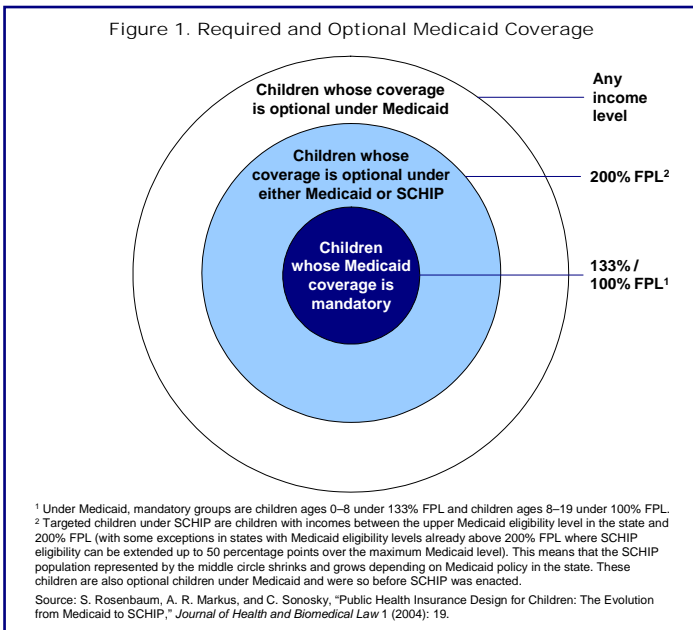 Figure 1. Required and Optional Medicaid Coverage
Children whose coverage
is optional under Medicaid
Any
income
level
Children whose
coverage is optional under
either Medicaid or SCHIP
200% FPL²
Children
whose Medicaid
coverage is
mandatory
133% /
100% FPL¹
¹ Under Medicaid, mandatory groups are children ages 0–8 under 133% FPL and children ages 8–19 under 100% FPL.
² Targeted children under SCHIP are children with incomes between the upper Medicaid eligibility level in the state and
200% FPL (with some exceptions in states with Medicaid eligibility levels already above 200% FPL where SCHIP
eligibility can be extended up to 50 percentage points over the maximum Medicaid level). This means that the SCHIP
population represented by the middle circle shrinks and grows depending on Medicaid policy in the state. These
children are also optional children under Medicaid and were so before SCHIP was enacted.
Source: S. Rosenbaum, A. R. Markus, and C. Sonosky, “Public Health Insurance Design for Children: The Evolution
from Medicaid to SCHIP,” Journal of Health and Biomedical Law 1 (2004): 19.